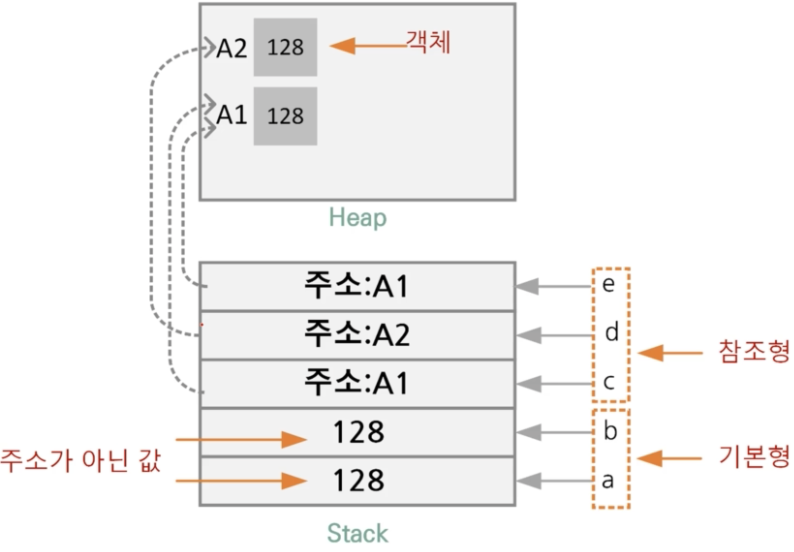 A2 128 객체
A1 128
Heap
주소:A1 e
주소:A2 d
참조형
주소:A1 c
128 b
주소가 아닌 값 기본형
128 a
Stack